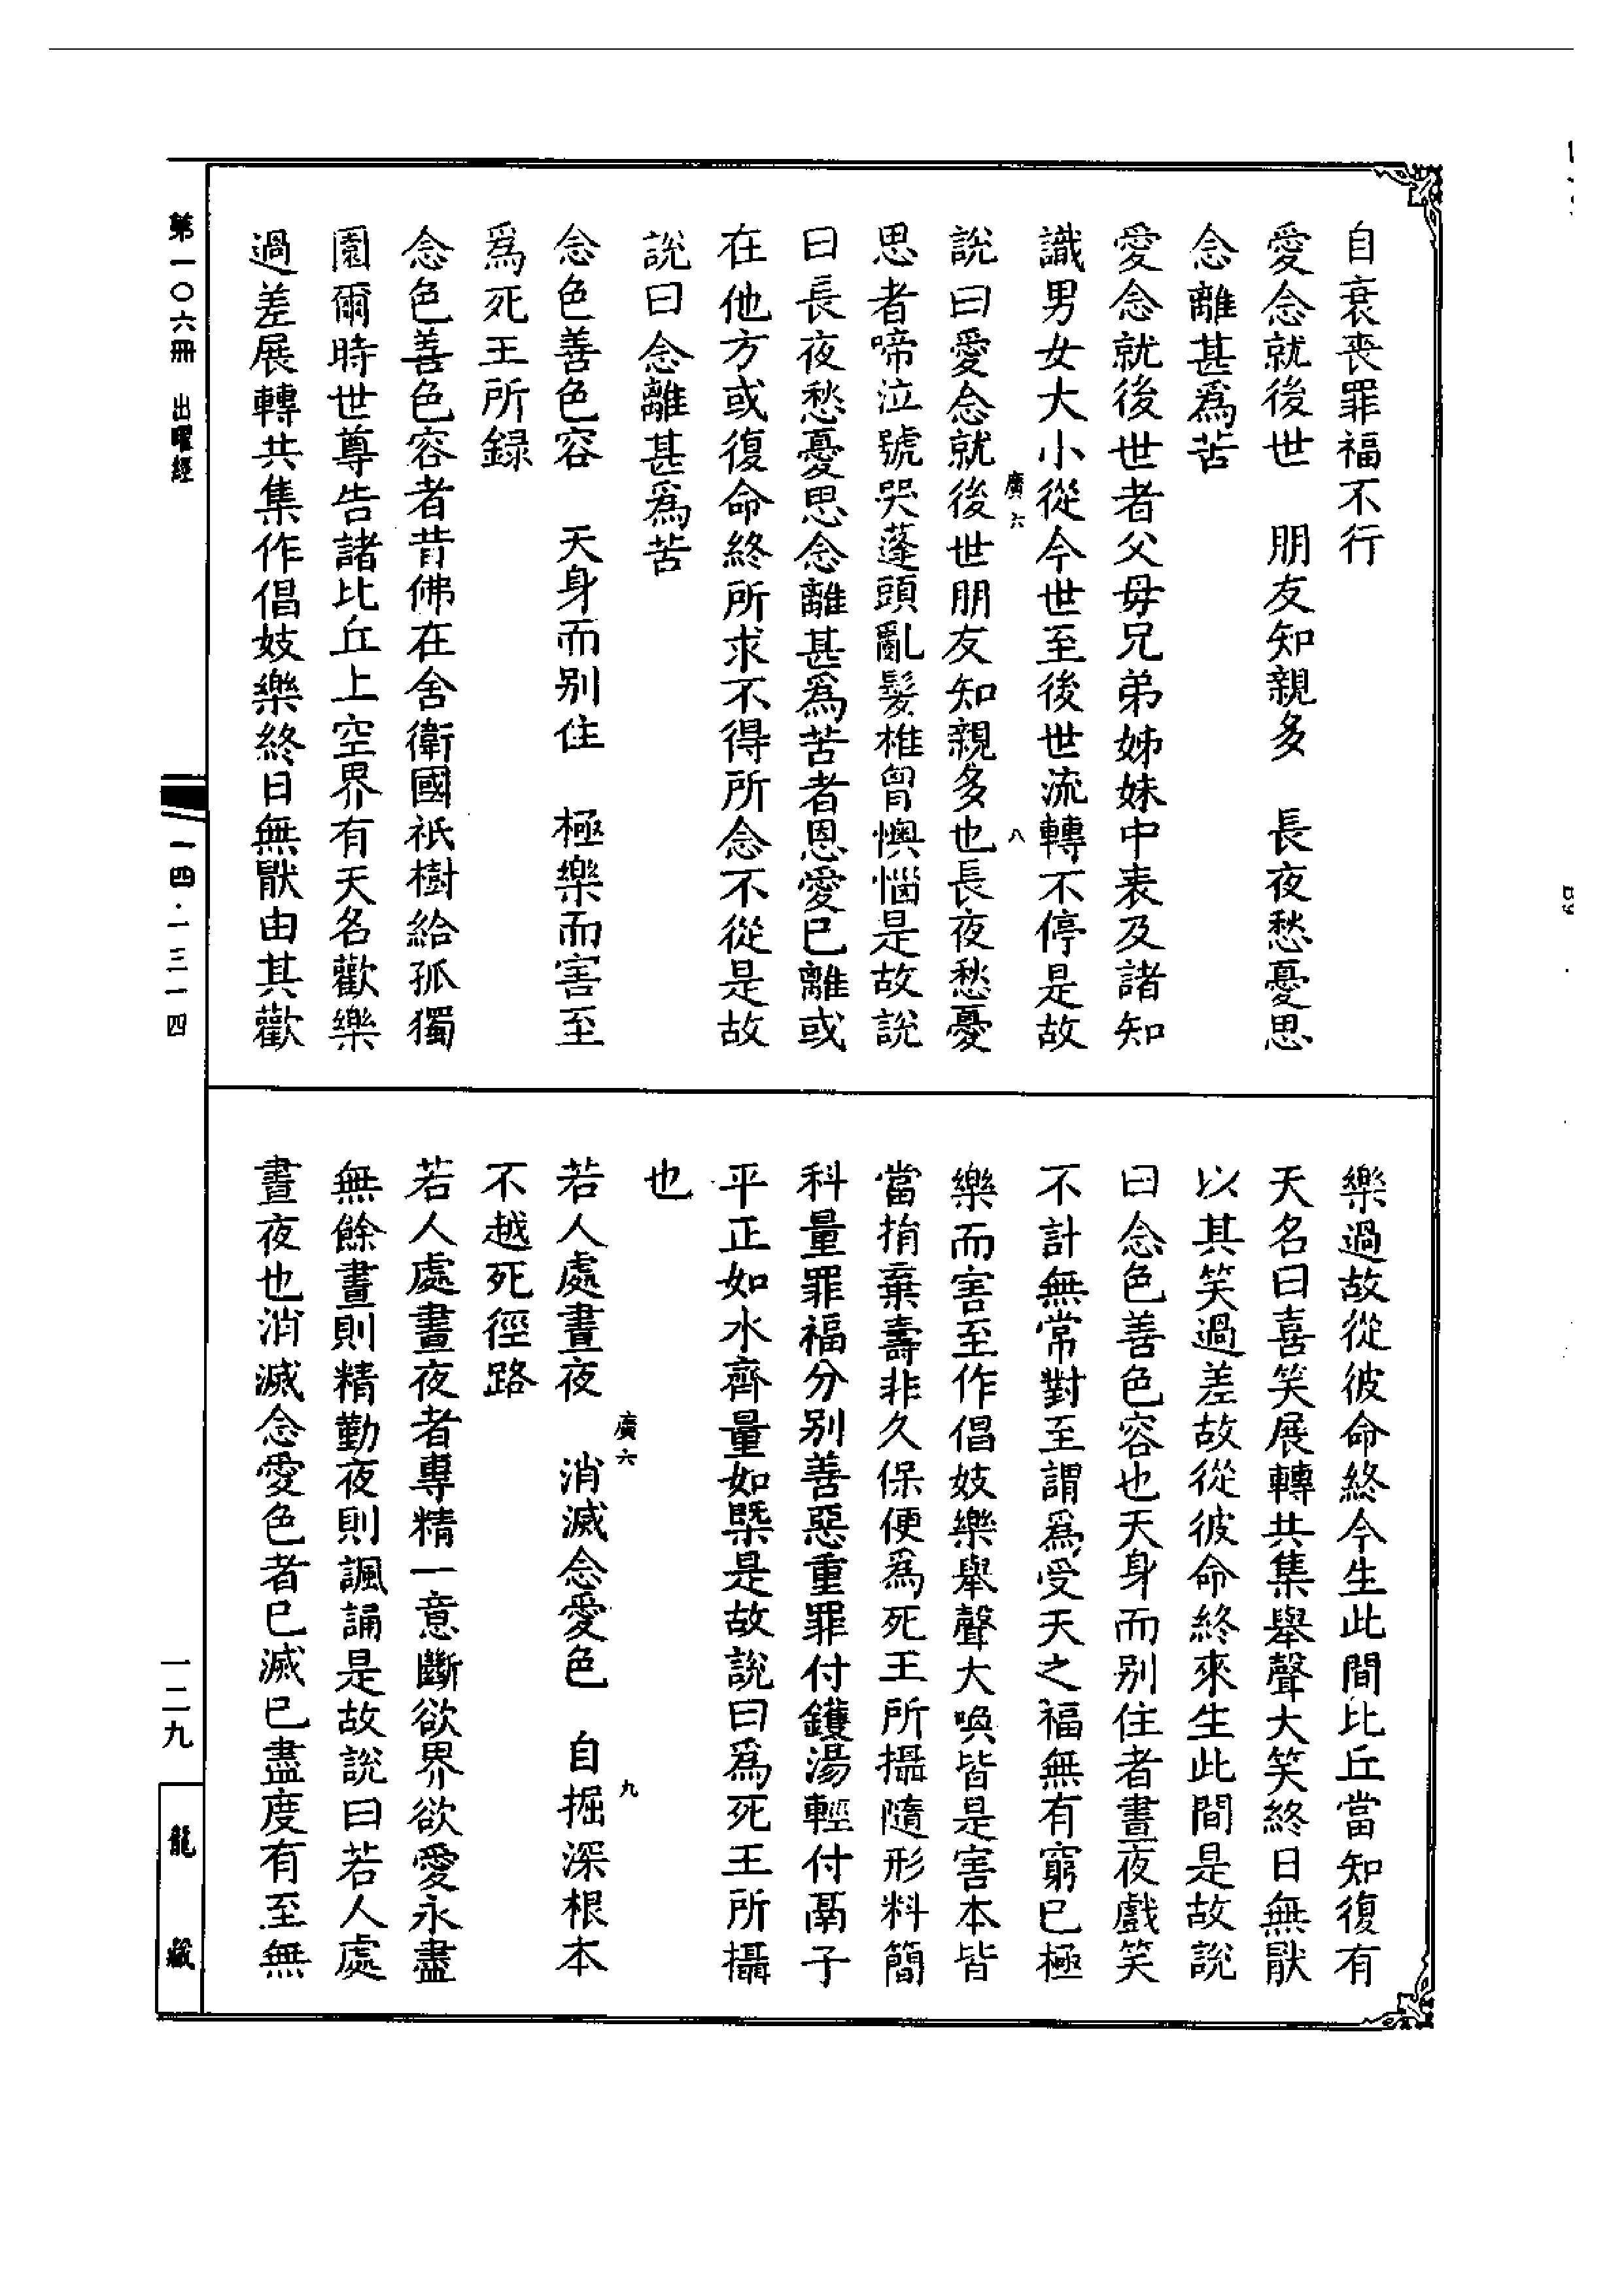 自衰喪罪福不行
愛念就後世　朋友知親多　長夜愁憂思
念離甚為苦
愛念就後世者父母兄弟姊妹中表及諸知
識男女大小從今世至後世流轉不停是故
廣六　八
說曰愛念就後世朋友知親多也長夜愁憂
思者啼泣號哭蓬頭亂髮椎胷懊惱是故說
曰長夜愁憂思念離甚為苦者恩愛已離或
在他方或復命終所求不得所念不從是故
說曰念離甚為苦
念色善色容　天身而別住　極樂而害至
為死王所録
念色善色容者昔佛在舍衛國祇樹給孤獨
園爾時世尊告諸比丘上空界有天名歡樂
過差展轉共集作倡妓樂終日無猒由其歡
樂過故從彼命終今生此間比丘當知復有
天名曰喜笑展轉共集舉聲大笑終日無猒
以其笑過差故從彼命終來生此間是故說
曰念色善色容也天身而別住者晝夜戲笑
不計無常對至謂為受天之福無有窮已極
樂而害至作倡妓樂舉聲大喚皆是害本皆
當捐棄壽非久保便為死王所攝隨形料簡
科量罪福分別善惡重罪付鑊湯輕付鬲子
平正如水齊量如槩是故說曰為死王所攝
也
廣六　九
若人處晝夜　消滅念愛色　自掘深根本
不越死徑路
若人處晝夜者專精一意斷欲界欲愛永盡
無餘晝則精勤夜則諷誦是故說曰若人處
晝夜也消滅念愛色者已滅已盡度有至無
第一〇六冊　出曜經
一四·一三一四
一二九
龍藏